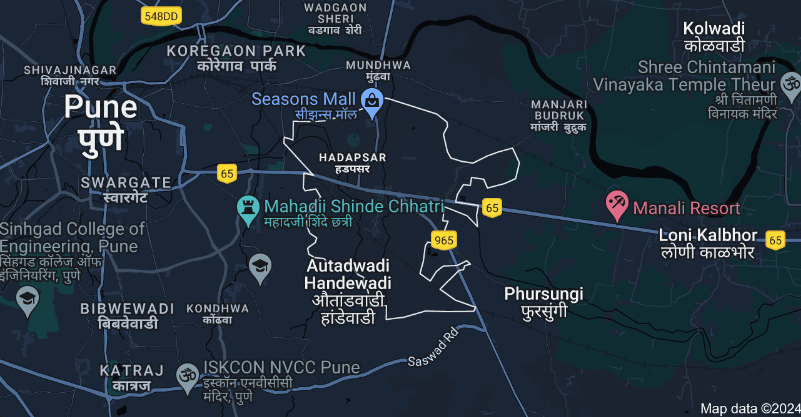 548DD
WADGAON
SHERI
वडगाव शेरी
Kolwadi
कोळवाडी
KOREGAON PARK
कोरेगाव पार्क
SHIVAJINAGAR
शिवाजी नगर
MUNDHWA
मुंढवा
Shree Chintamani
Vinayaka Temple Theur
श्री चिंतामणी
विनायक मंदिर
Pune
पुणे
Seasons Mall
सीझन्स मॉल
MANJARI
BUDRUK
मांजरी बुद्रुक
HADAPSAR
हडपसर
65
SWARGATE
स्वारगेट
Mahadji Shinde Chhatri
महादजी शिंदे छत्री
65
Manali Resort
Sinhgad College of
Engineering, Pune
सिंहगड कॉलेज ऑफ
इंजिनियरिंग, पुणे
965
Loni Kalbhor
लोणी काळभोर
65
Autadwadi
Handewadi
औतांडवाडी
हांडेवाडी
Phursungi
फुरसुंगी
BIBWEWADI
बिबवेवाडी
KONDHWA
कोंढवा
Saswad Rd
KATRAJ
कात्रज
ISKCON NVCC Pune
इस्कॉन एनवीसीसी
मंदिर, पुणे
Map data ©2024